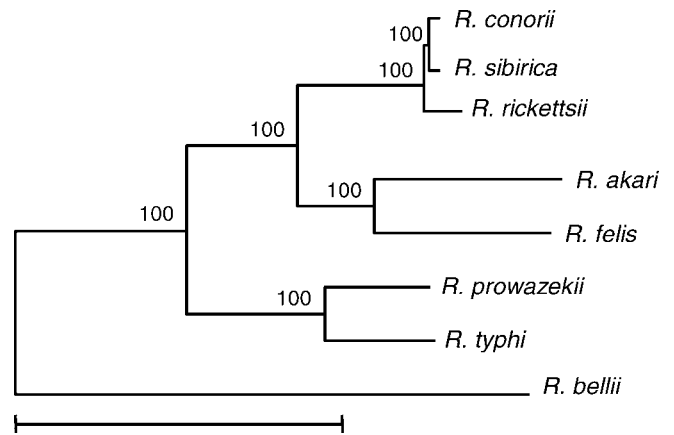 R. conorii
100
R. sibirica
100
R. rickettsii
100
R. akari
100
100
R. felis
R. prowazekii
100
R. typhi
R. bellii